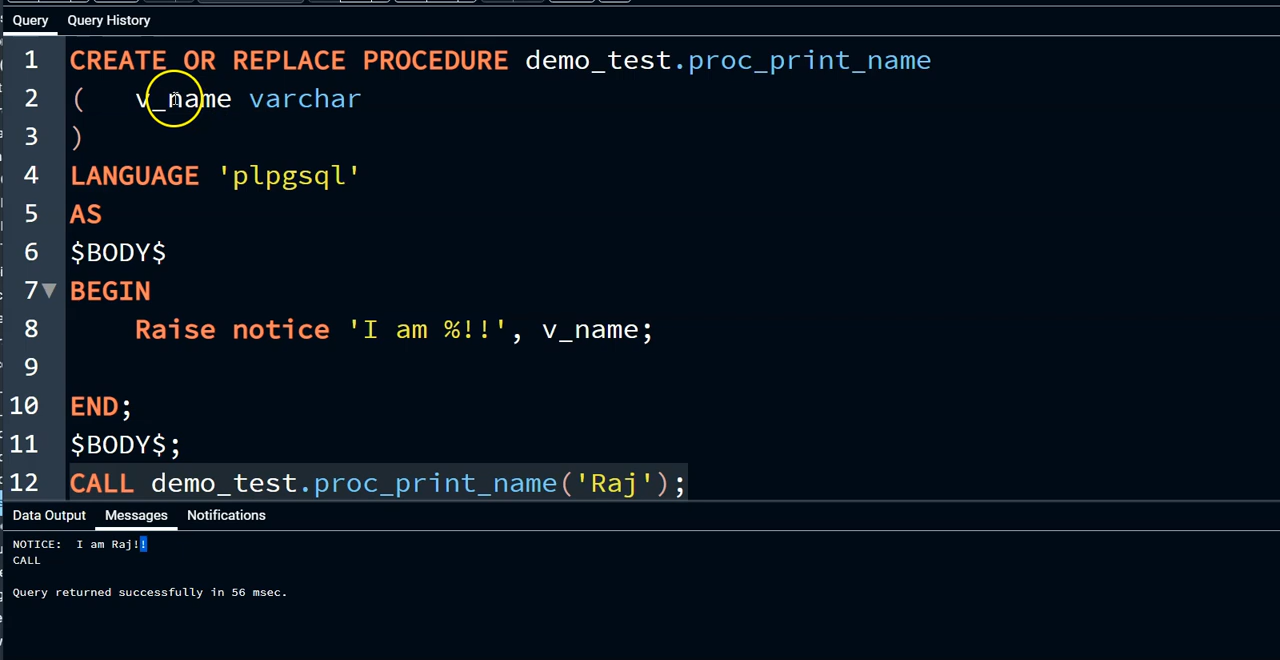 Query Query History
1 CREATE OR REPLACE PROCEDURE demo_test.proc_print_name
2 ( v_name varchar
3 )
4 LANGUAGE 'plpgsql'
5 AS
6 $BODY$
7 BEGIN
8 Raise notice 'I am %!!', v_name;
9
10 END;
11 $BODY$;
12 CALL demo_test.proc_print_name('Raj');
Data Output Messages Notifications
NOTICE: I am Raj!!
CALL
Query returned successfully in 56 msec.